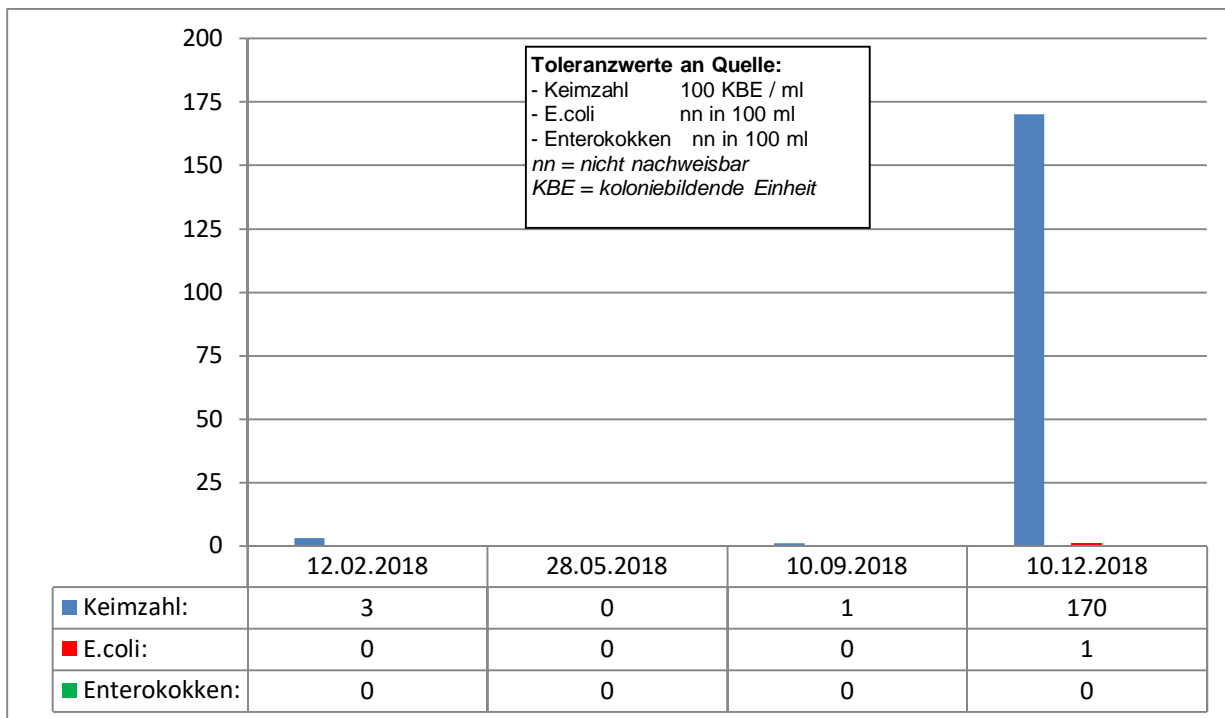 200
175
150
125
100
75
50
25
0
Toleranzwerte an Quelle:
- Keimzahl 100 KBE / ml
- E.coli nn in 100 ml
- Enterokokken nn in 100 ml
nn = nicht nachweisbar
KBE = koloniebildende Einheit
12.02.2018 28.05.2018 10.09.2018 10.12.2018
Keimzahl: 3 0 1 170
E.coli: 0 0 0 1
Enterokokken: 0 0 0 0